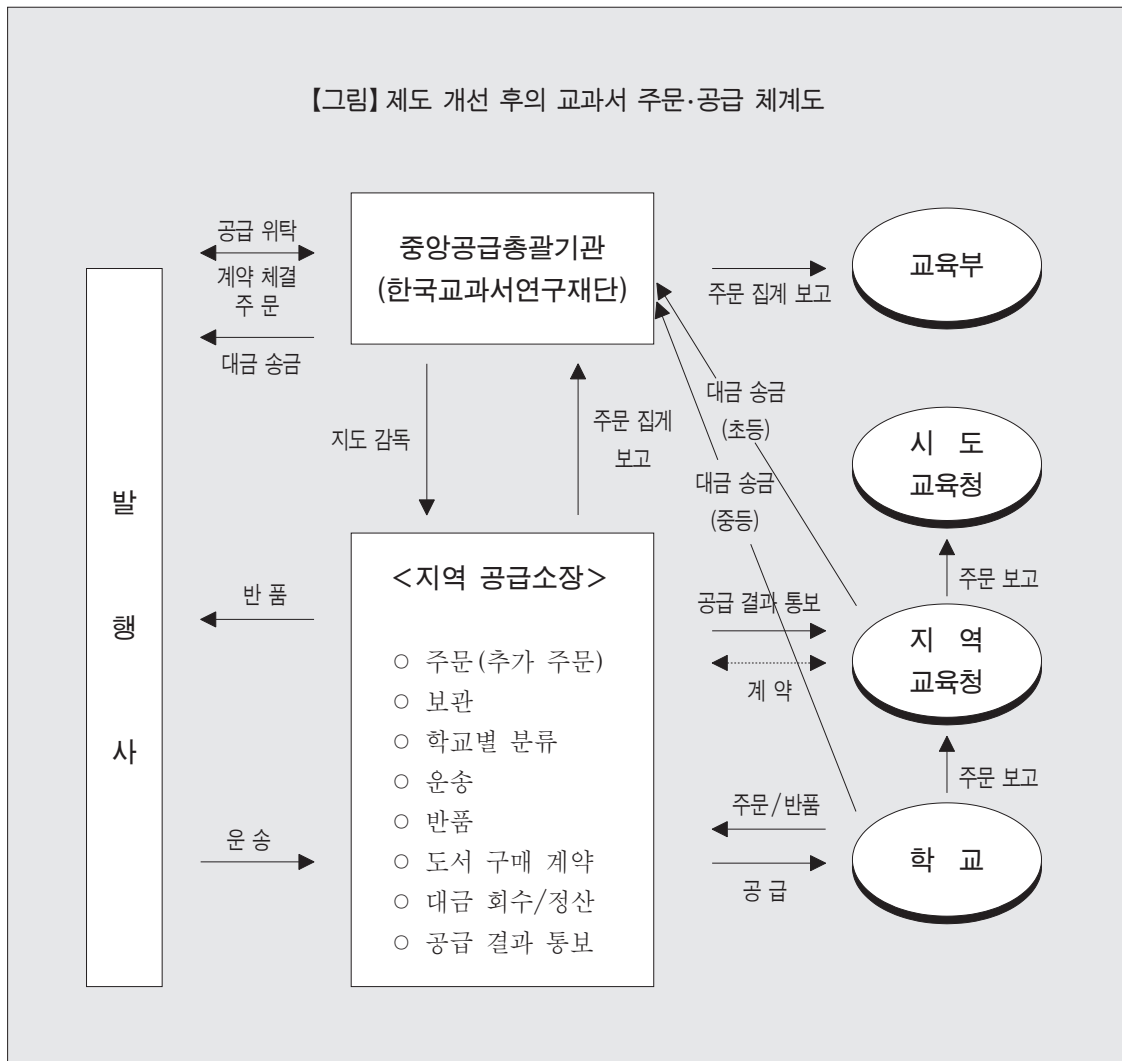 【그림】 제도 개선 후의 교과서 주문·공급 체계도
공급 위탁
계약 체결
주 문
대금 송금
중앙공급총괄기관
(한국교과서연구재단)
주문 집계 보고
교육부
지도 감독
주문 집게
보고
대금 송금
(초등)
대금 송금
(중등)
시 도
교육청
발
행
사
반 품
운 송
<지역 공급소장>
○ 주문(추가 주문)
○ 보관
○ 학교별 분류
○ 운송
○ 반품
○ 도서 구매 계약
○ 대금 회수/정산
○ 공급 결과 통보
공급 결과 통보
계 약
주문 보고
지 역
교육청
주문 보고
주문/반품
공 급
학 교